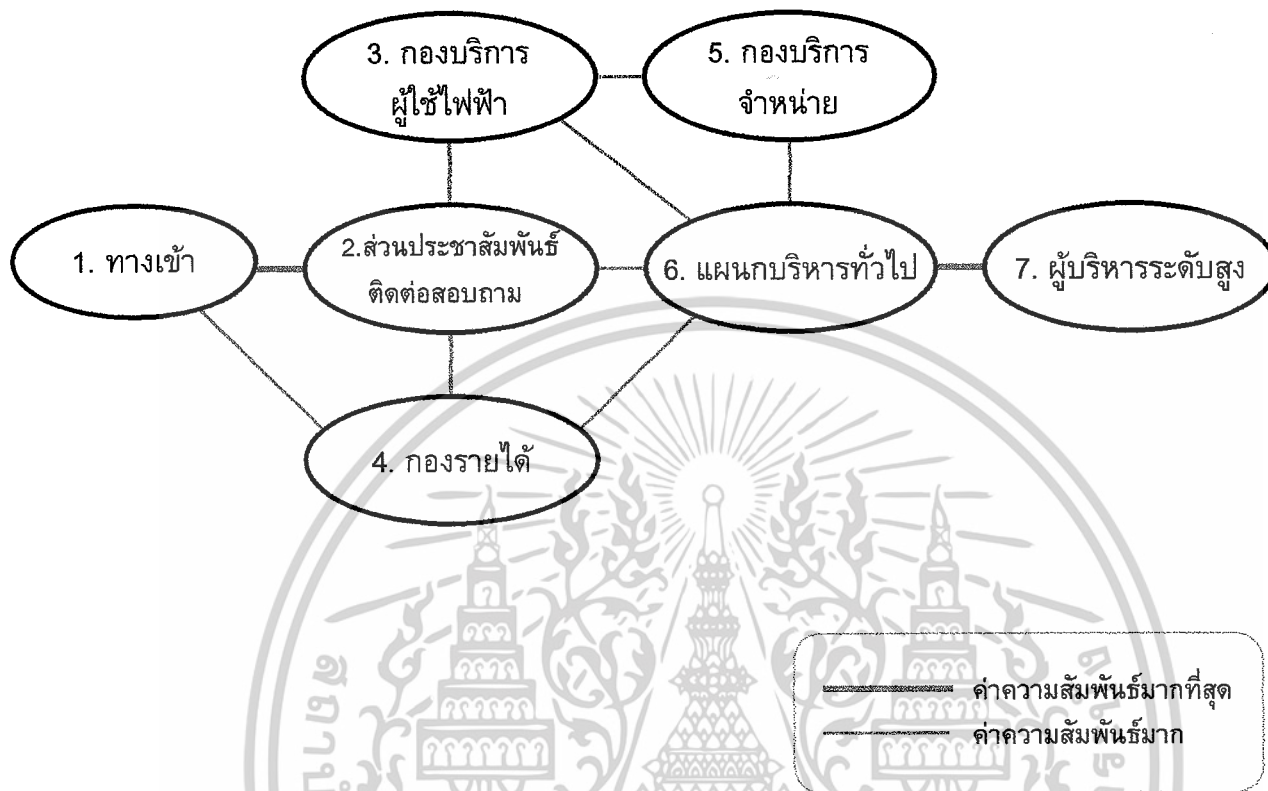 3. กองบริการ
ผู้ใช้ไฟฟ้า
5. กองบริการ
จำหน่าย
1. ทางเข้า
2.ส่วนประชาสัมพันธ์
ติดต่อสอบถาม
6. แผนกบริหารทั่วไป
7. ผู้บริหารระดับสูง
4. กองรายได้
ค่าความสัมพันธ์มากที่สุด
ค่าความสัมพันธ์มาก